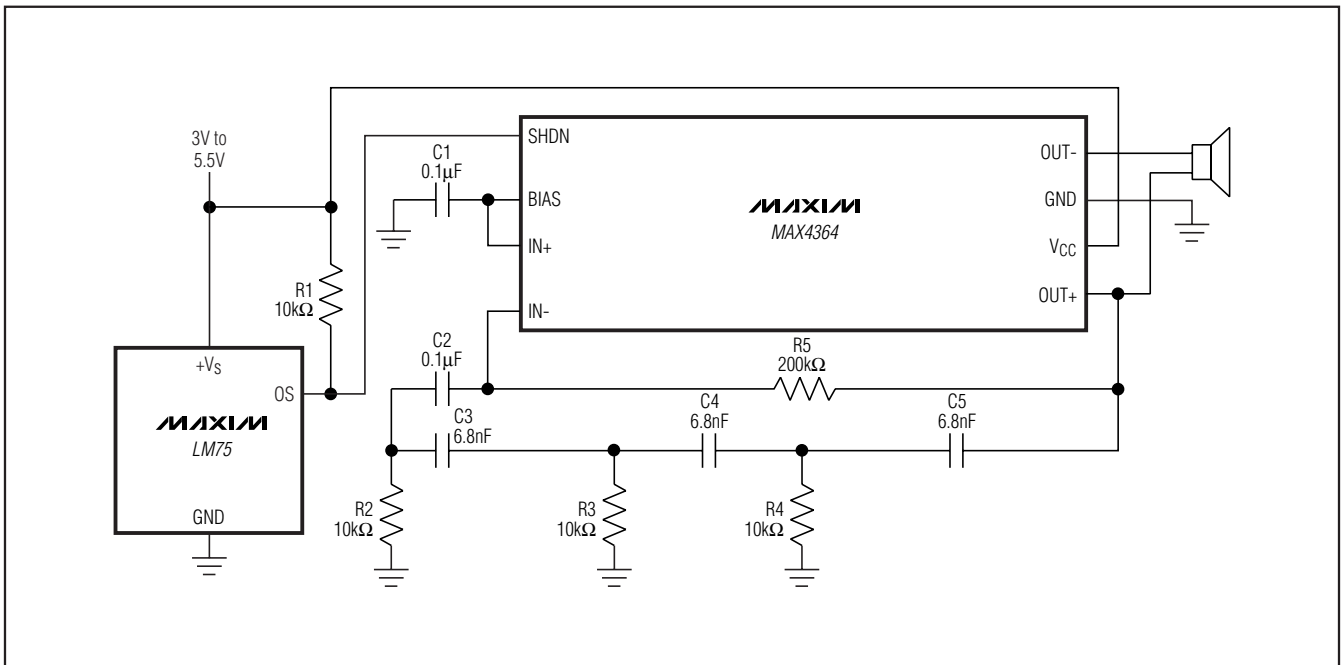 3V to
5.5V
R1
10kΩ
+VS
OS
MAXIM
LM75
GND
C1
0.1µF
SHDN
BIAS
IN+
IN-
MAXIM
MAX4364
OUT-
GND
VCC
OUT+
C2
0.1µF
C3
6.8nF
R5
200kΩ
C4
6.8nF
C5
6.8nF
R2
10kΩ
R3
10kΩ
R4
10kΩ